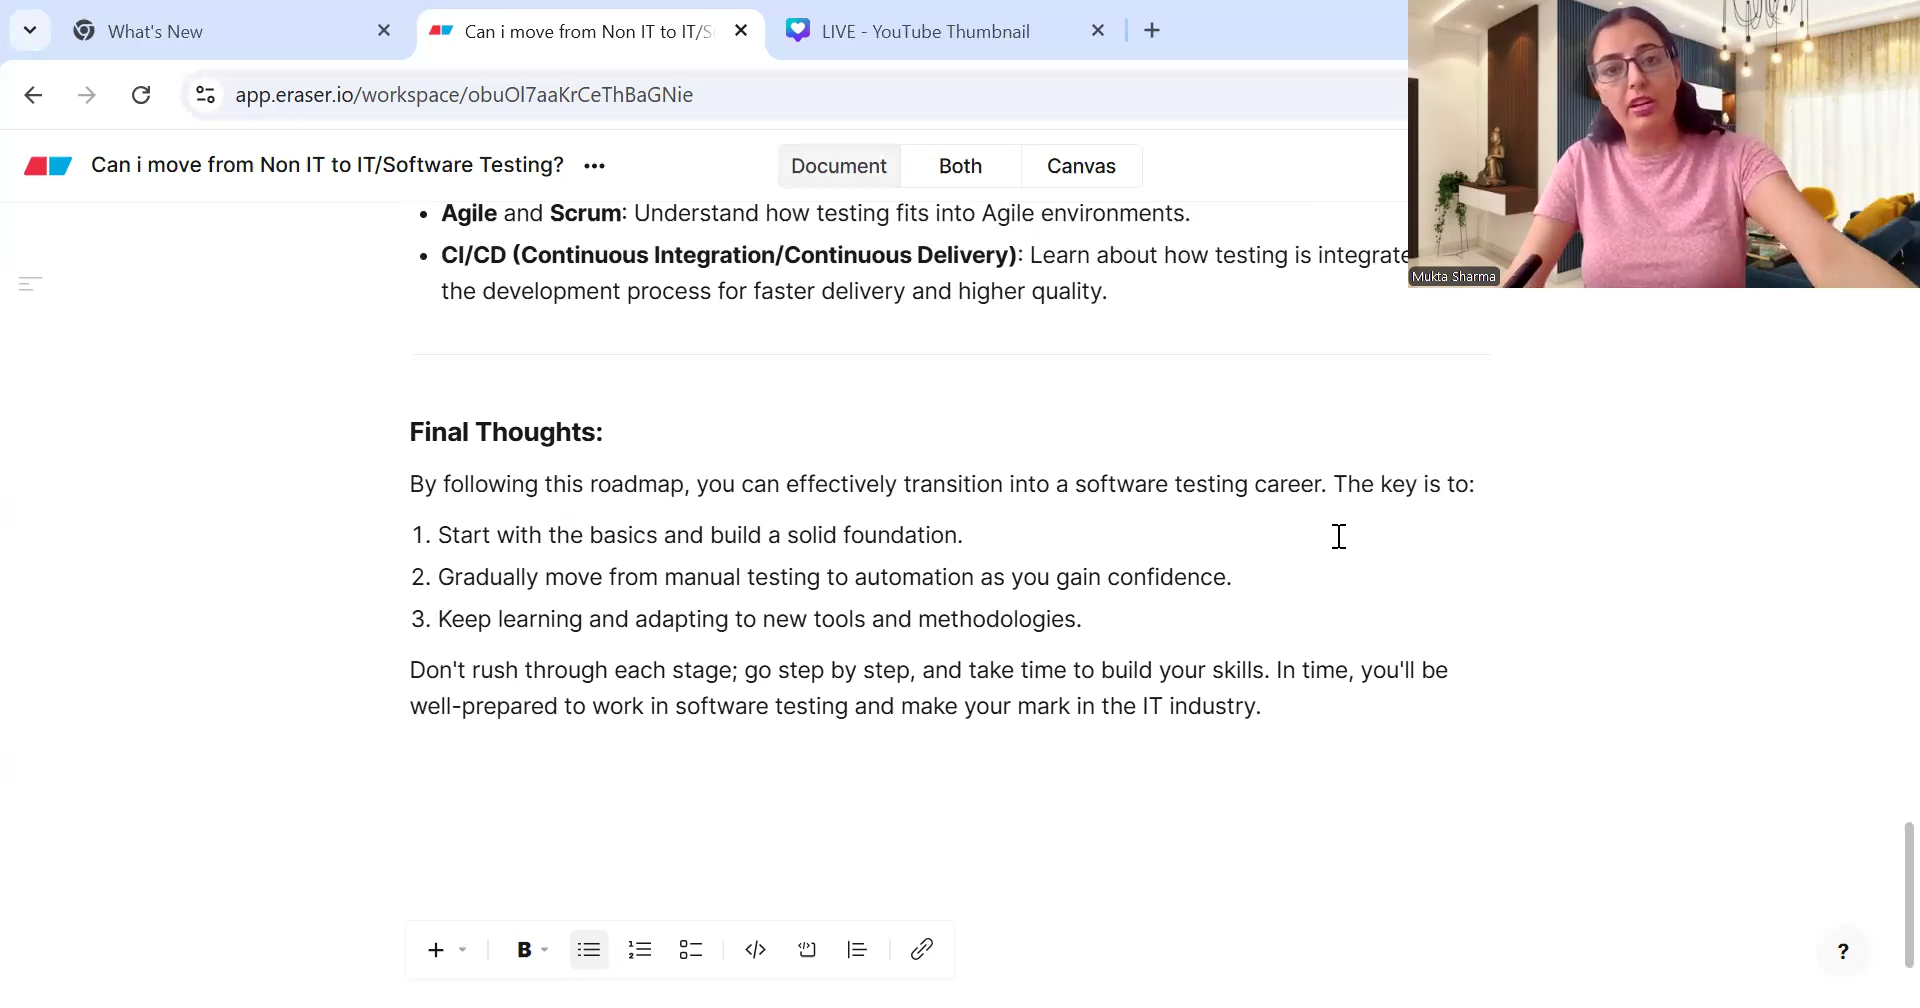 What's New
Can i move from Non IT to IT/S
LIVE - YouTube Thumbnail
app.eraser.io/workspace/obuOl7aaKrCeThBaGNie
Can i move from Non IT to IT/Software Testing?
Document
Both
Canvas
Mukta Sharma
• Agile and Scrum: Understand how testing fits into Agile environments.
• CI/CD (Continuous Integration/Continuous Delivery): Learn about how testing is integrate
the development process for faster delivery and higher quality.
Final Thoughts:
By following this roadmap, you can effectively transition into a software testing career. The key is to:
1. Start with the basics and build a solid foundation.
2. Gradually move from manual testing to automation as you gain confidence.
3. Keep learning and adapting to new tools and methodologies.
Don't rush through each stage; go step by step, and take time to build your skills. In time, you'll be
well-prepared to work in software testing and make your mark in the IT industry.
B
?